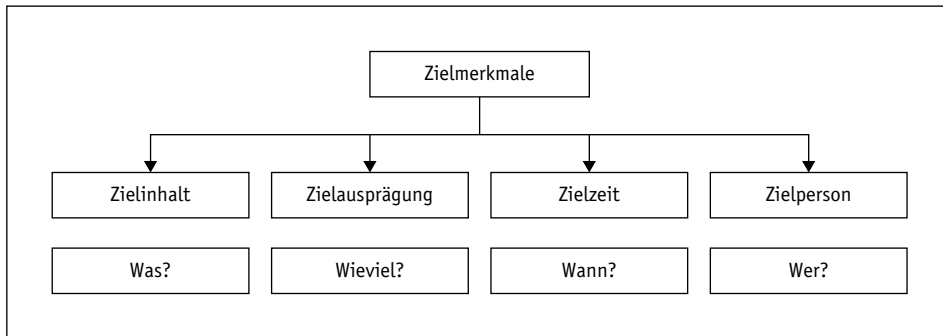 Zielmerkmale
Zielinhalt
Zielausprägung
Zielzeit
Zielperson
Was?
Wieviel?
Wann?
Wer?